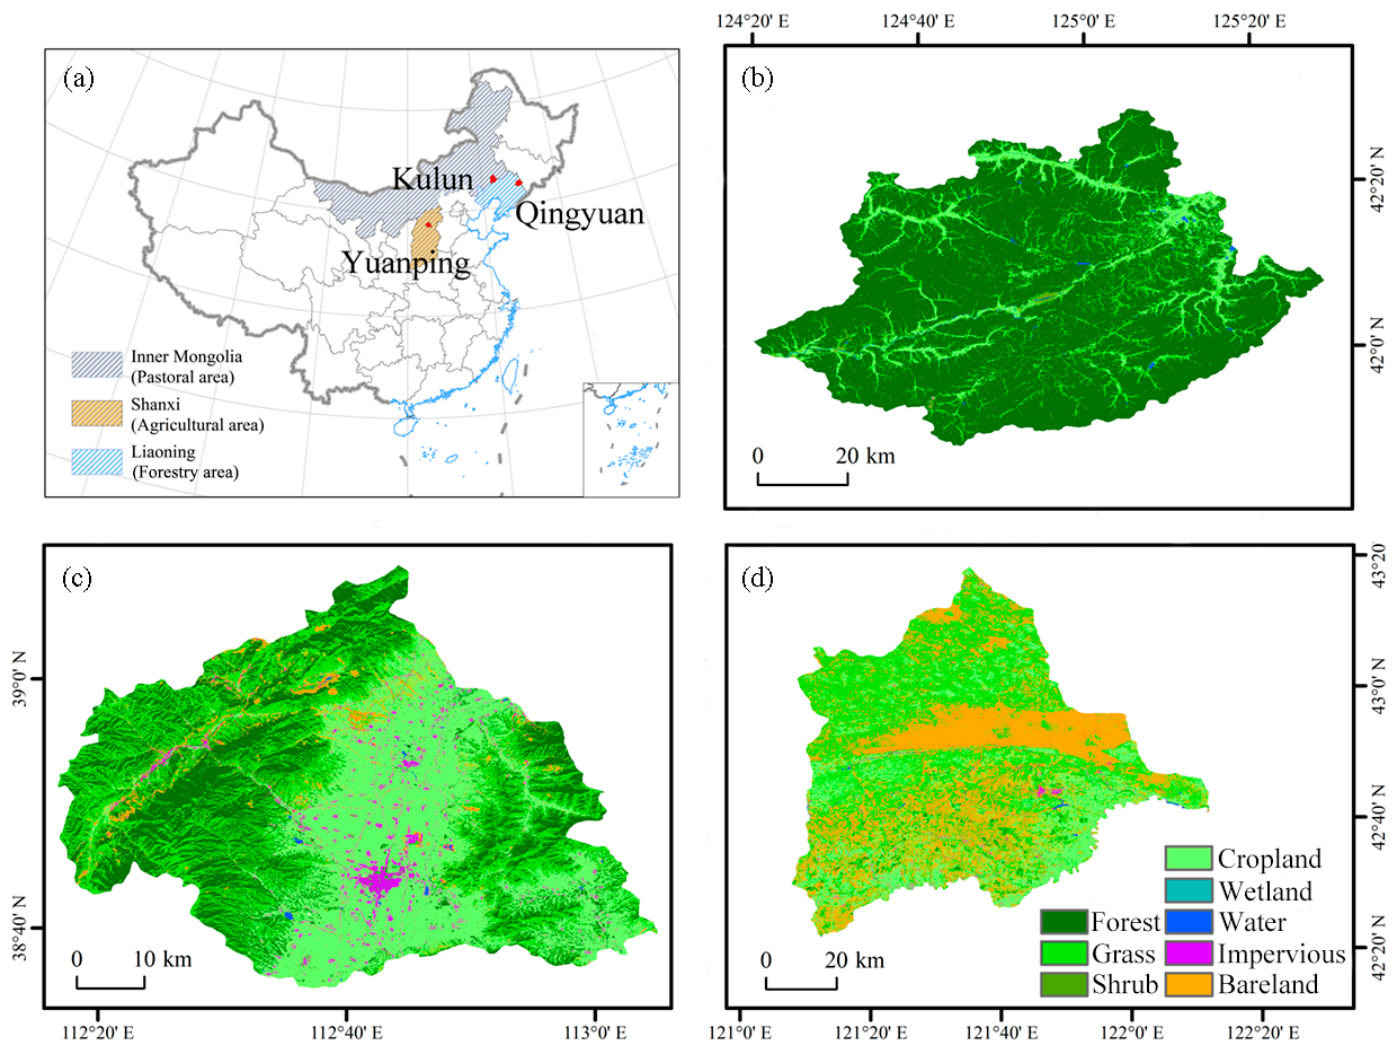 (a)
Kulun
Qingyuan
Yuanping
Inner Mongolia
(Pastoral area)
Shanxi
(Agricultural area)
Liaoning
(Forestry area)
124°20' E 124°40' E 125°0' E 125°20' E
(b)
42°20' N
42°0' N
0 20 km
(c)
39°0' N
38°40' N
0 10 km
112°20' E 112°40' E 113°0' E
(d)
43°20' N
43°0' N
42°40' N
42°20' N
Cropland
Wetland
Forest Water
Grass Impervious
Shrub Bareland
0 20 km
121°0' E 121°20' E 121°40' E 122°0' E 122°20' E